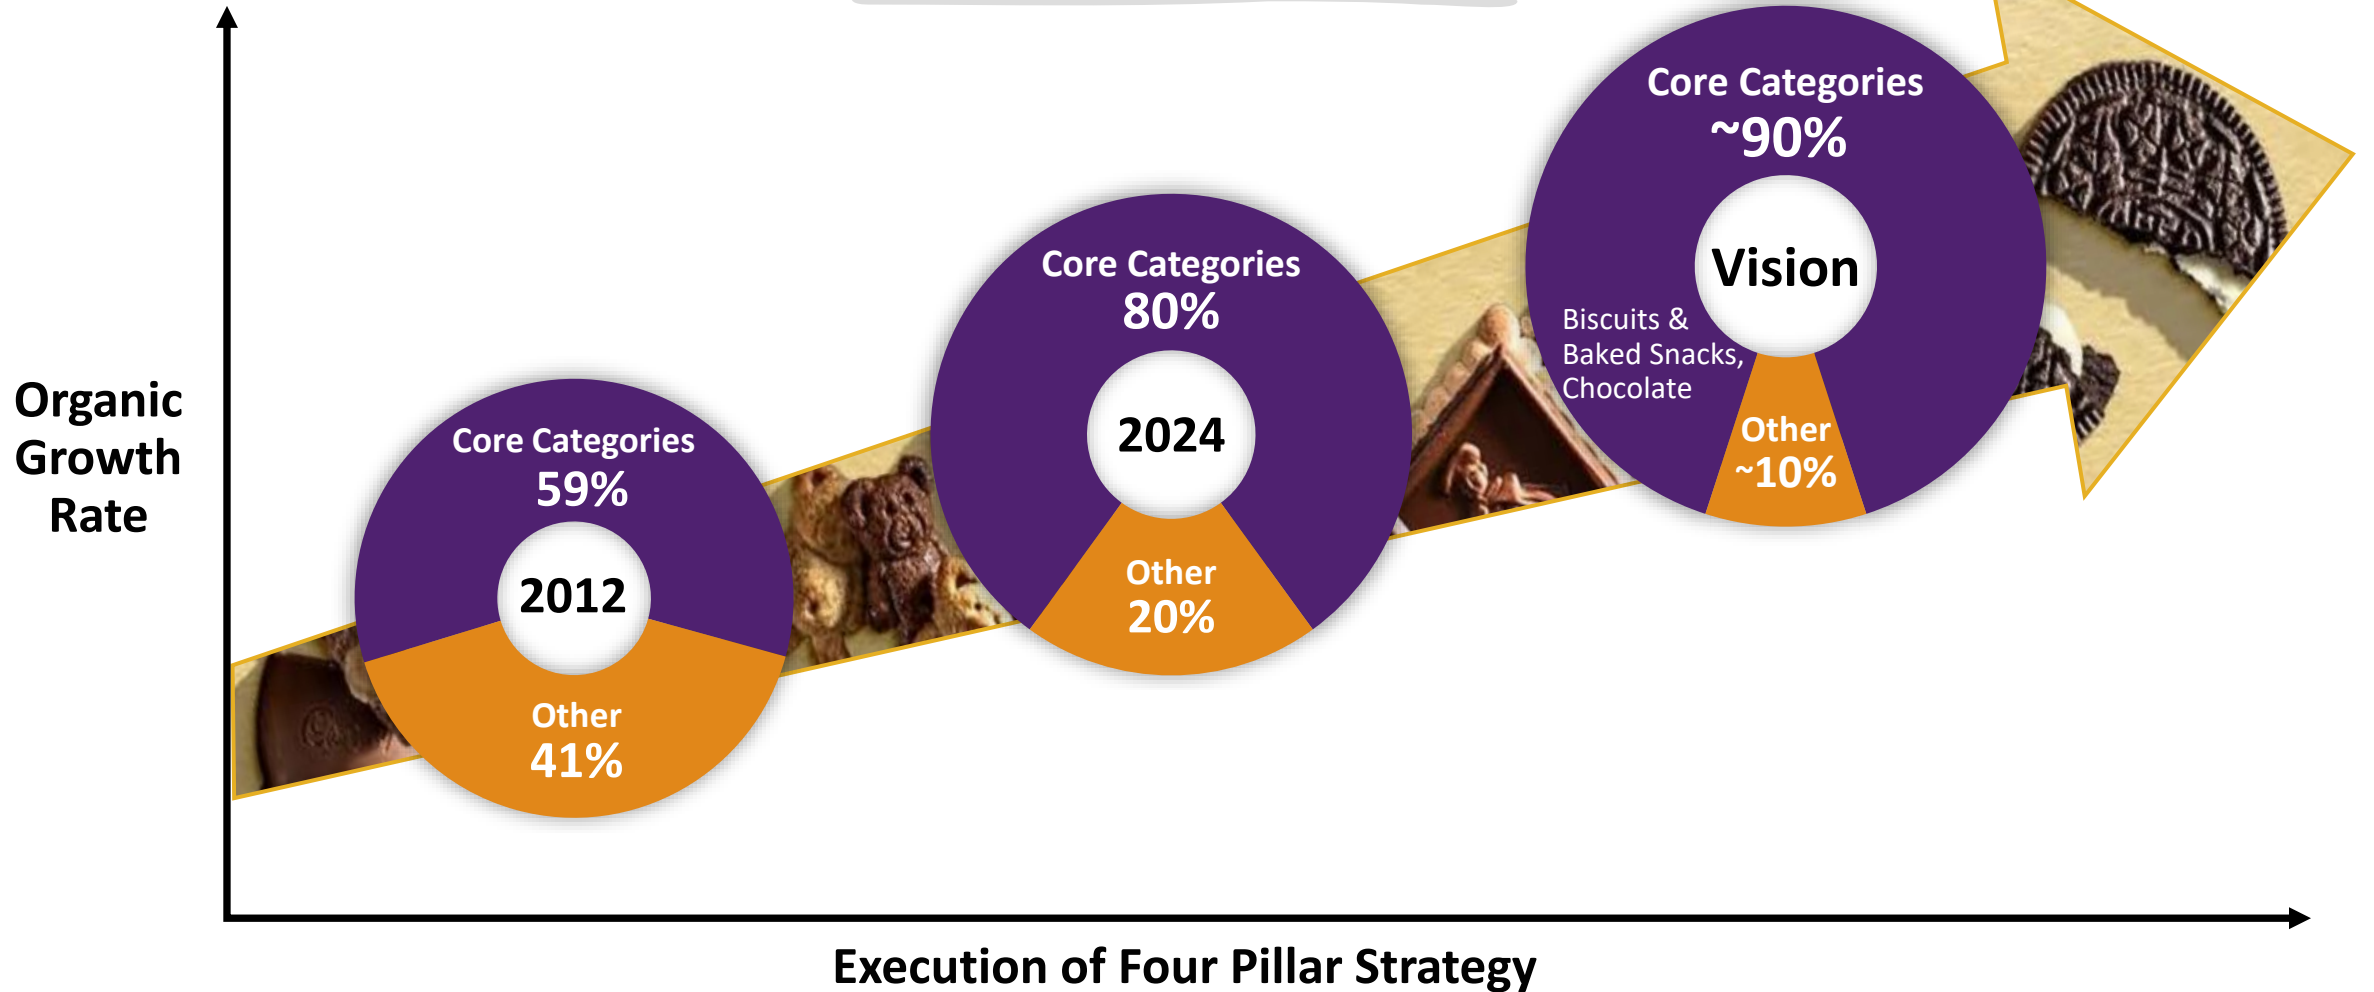 Organic
Growth
Rate
Core Categories
59%
2012
Other
41%
Core Categories
80%
2024
Other
20%
Core Categories
~90%
Vision
Biscuits &
Baked Snacks,
Chocolate
Other
~10%
Execution of Four Pillar Strategy